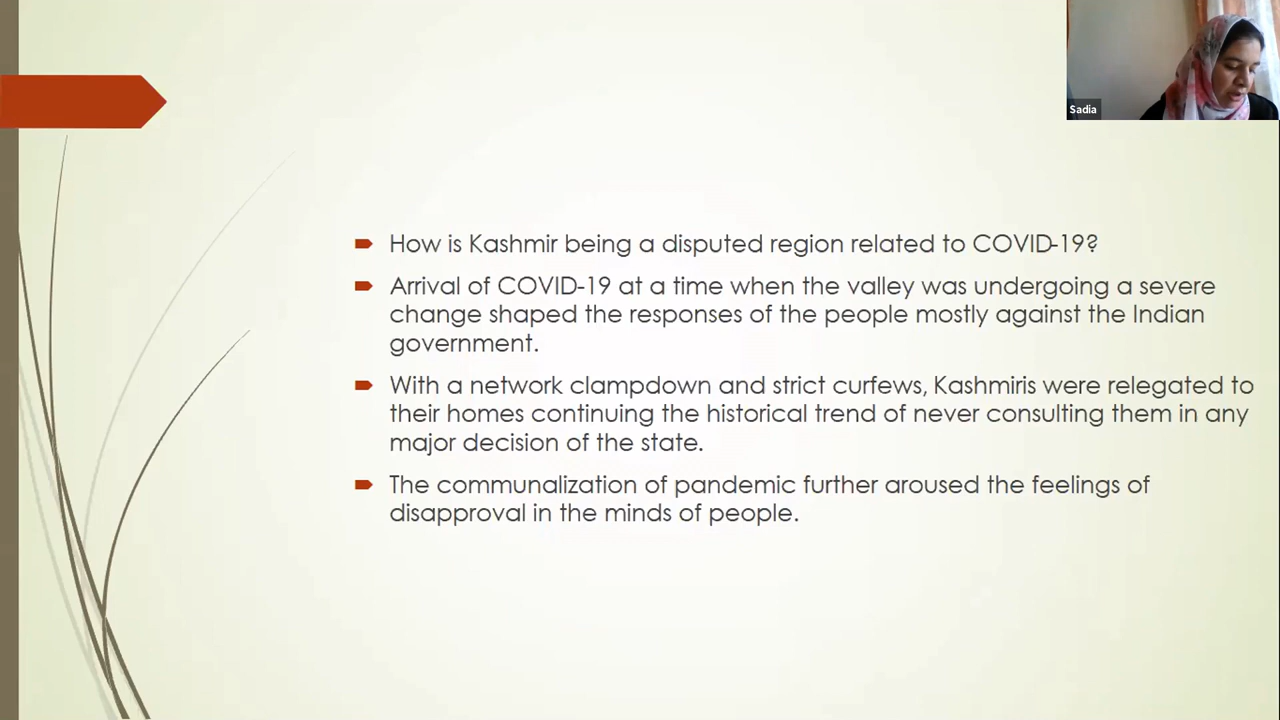 Sadia
How is Kashmir being a disputed region related to COVID-19?
Arrival of COVID-19 at a time when the valley was undergoing a severe
change shaped the responses of the people mostly against the Indian
government.
With a network clampdown and strict curfews, Kashmiris were relegated to
their homes continuing the historical trend of never consulting them in any
major decision of the state.
The communalization of pandemic further aroused the feelings of
disapproval in the minds of people.